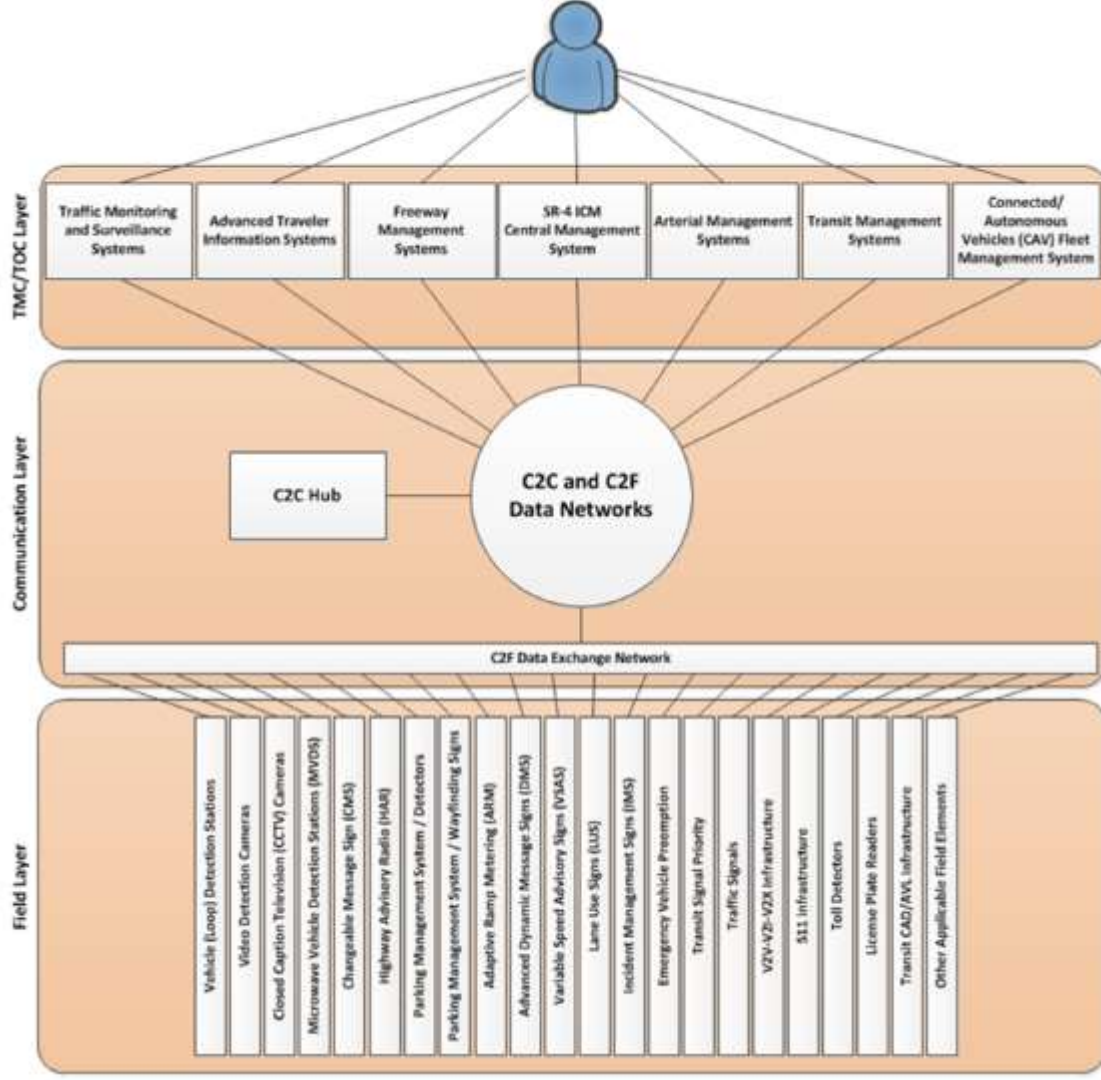 TMC/TOC Layer
Traffic Monitoring
and Surveillance
Systems
Advanced Traveler
Information Systems
Freeway
Management
Systems
SR-4 ICM
Central Management
System
Arterial Management
Systems
Transit Management
Systems
Connected/
Autonomous
Vehicles (CAV) Fleet
Management System
Communication Layer
C2C Hub
C2C and C2F
Data Networks
C2F Data Exchange Network
Field Layer
Vehicle (Loop) Detection Stations
Video Detection Cameras
Closed Caption Television (CCTV) Cameras
Microwave Vehicle Detection Stations (MVDS)
Changeable Message Sign (CMS)
Highway Advisory Radio (HAR)
Parking Management System / Detectors
Parking Management System / Wayfinding Signs
Adaptive Ramp Metering (ARM)
Advanced Dynamic Message Signs (DMS)
Variable Speed Advisory Signs (VSAS)
Lane Use Signs (LUS)
Incident Management Signs (IMS)
Emergency Vehicle Preemption
Transit Signal Priority
Traffic Signals
V2V-V2I-V2X Infrastructure
511 Infrastructure
Toll Detectors
License Plate Readers
Transit CAD/AVL Infrastructure
Other Applicable Field Elements